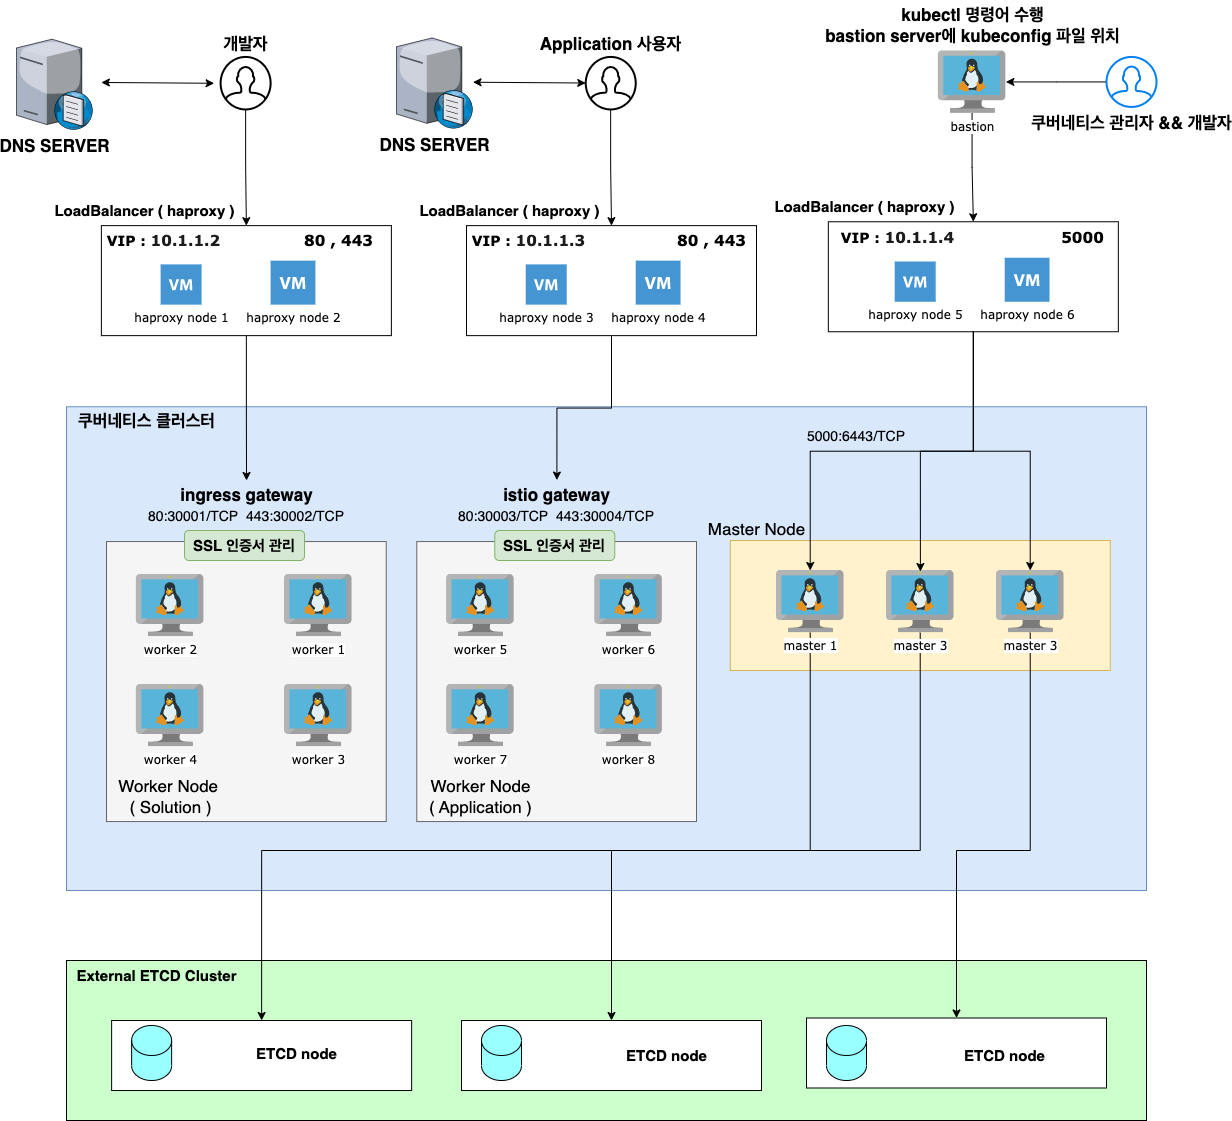 kubectl 명령어 수행
bastion server에 kubeconfig 파일 위치
개발자
Application 사용자
bastion
쿠버네티스 관리자 && 개발자
DNS SERVER
DNS SERVER
LoadBalancer ( haproxy )
LoadBalancer ( haproxy )
LoadBalancer ( haproxy )
VIP : 10.1.1.2
80 , 443
VM
VM
haproxy node 1
haproxy node 2
VIP : 10.1.1.3
80 , 443
VM
VM
haproxy node 3
haproxy node 4
VIP : 10.1.1.4
5000
VM
VM
haproxy node 5
haproxy node 6
쿠버네티스 클러스터
5000:6443/TCP
ingress gateway
80:30001/TCP 443:30002/TCP
SSL 인증서 관리
worker 2
worker 1
worker 4
worker 3
Worker Node
( Solution )
istio gateway
80:30003/TCP 443:30004/TCP
SSL 인증서 관리
worker 5
worker 6
worker 7
worker 8
Worker Node
( Application )
Master Node
master 1
master 3
master 3
External ETCD Cluster
ETCD node
ETCD node
ETCD node